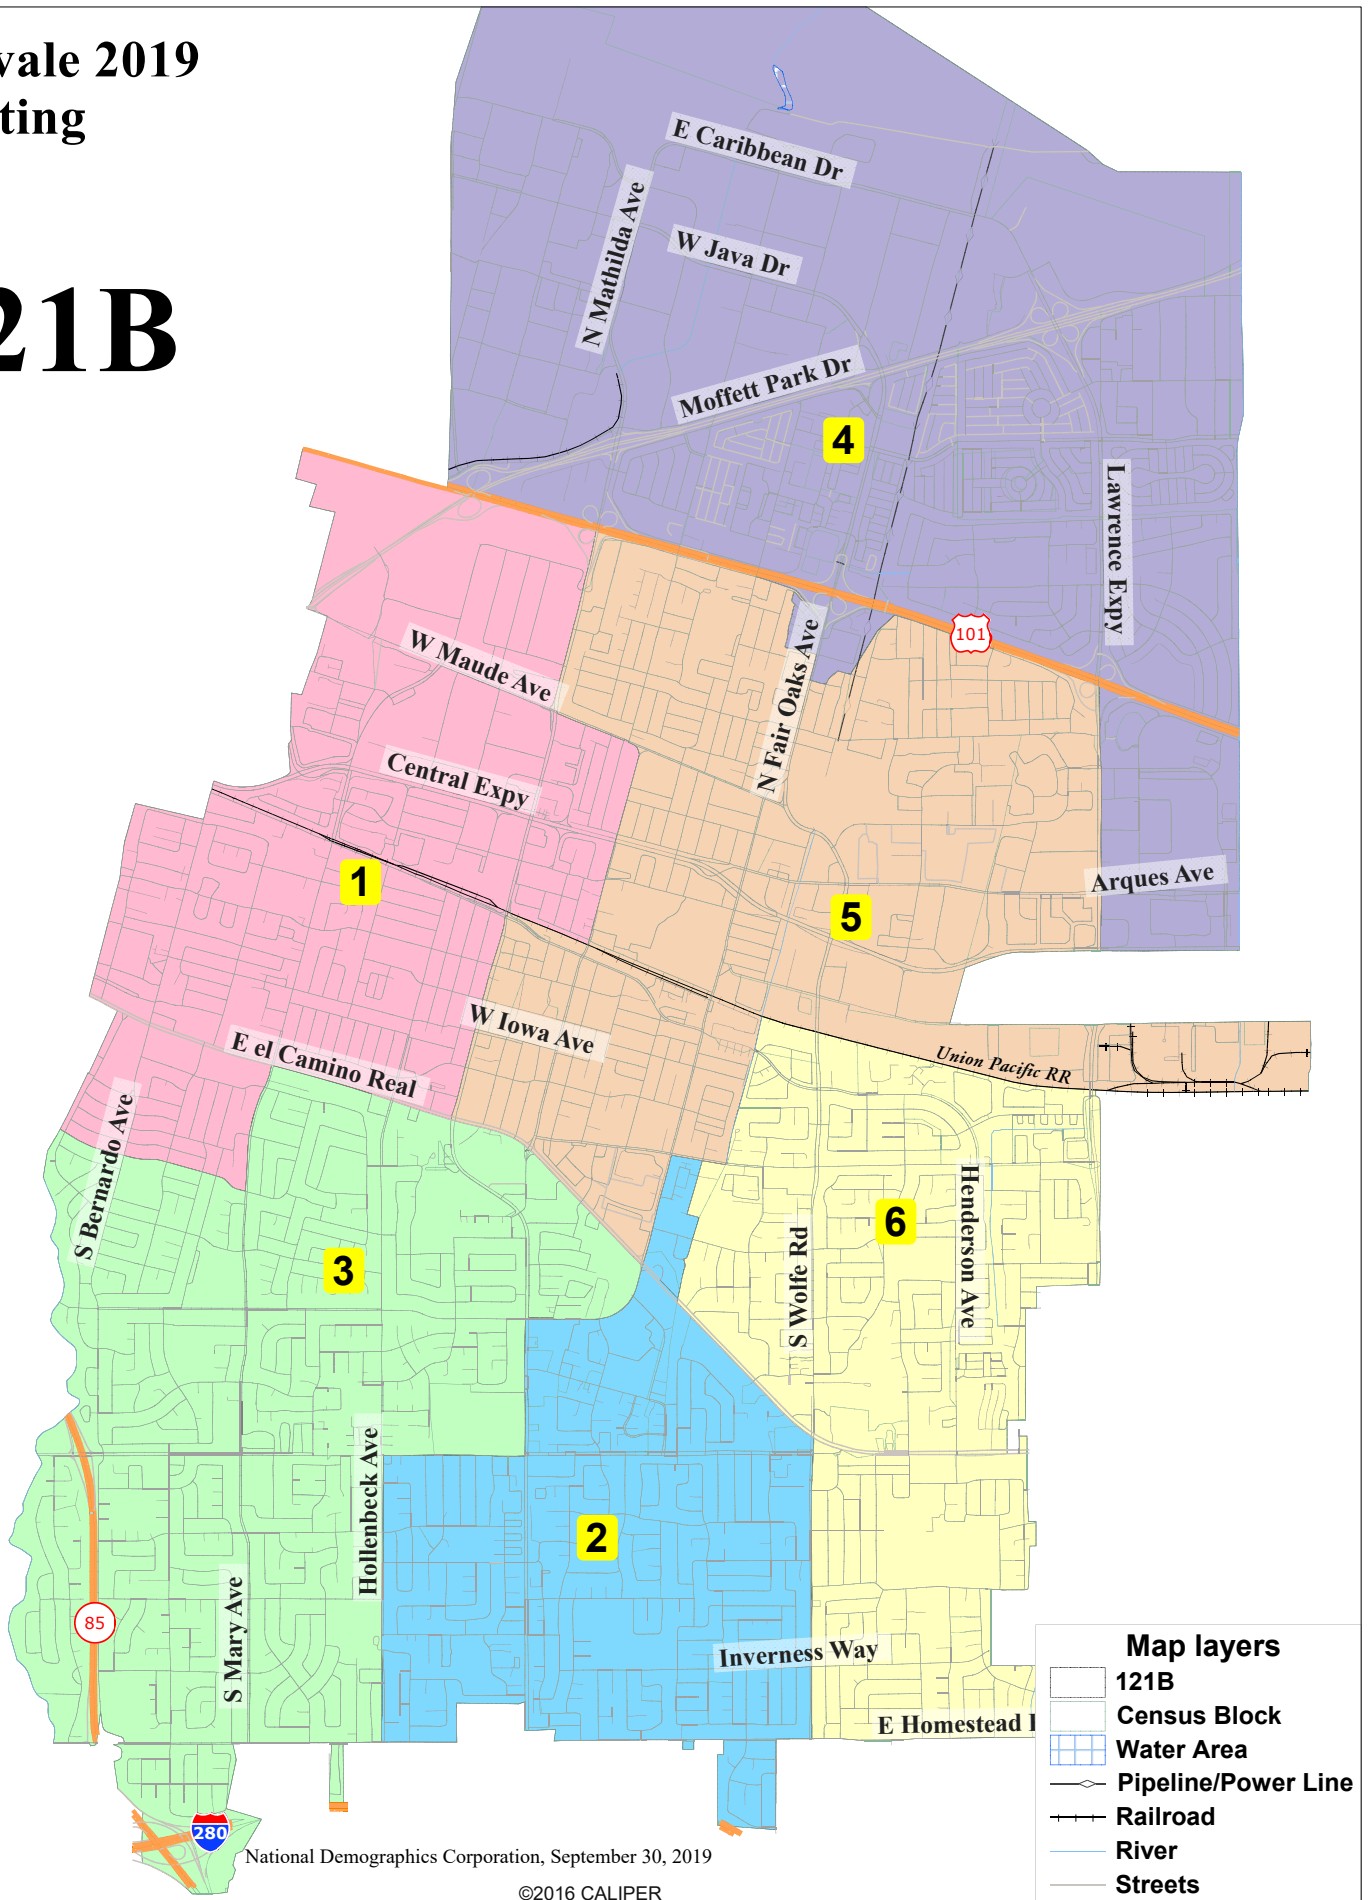 vale 2019
ting
21B
E Caribbean Dr
N Mathilda Ave
W Java Dr
Moffett Park Dr
4
Lawrence Expy
101
W Maude Ave
N Fair Oaks Ave
Central Expy
1
Arques Ave
5
W Iowa Ave
E el Camino Real
Union Pacific RR
S Bernardo Ave
Henderson Ave
6
S Wolfe Rd
3
Hollenbeck Ave
2
85
S Mary Ave
Inverness Way
E Homestead
280
Map layers
121B
Census Block
Water Area
Pipeline/Power Line
Railroad
River
Streets
National Demographics Corporation, September 30, 2019
©2016 CALIPER